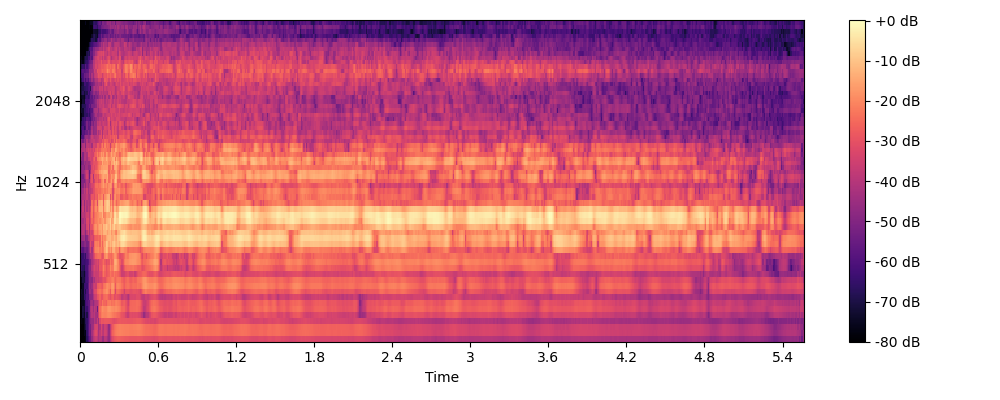 +0 dB
-10 dB
2048
-20 dB
-30 dB
Hz
1024
-40 dB
-50 dB
512
-60 dB
-70 dB
-80 dB
0 0.6 1.2 1.8 2.4 3 3.6 4.2 4.8 5.4
Time